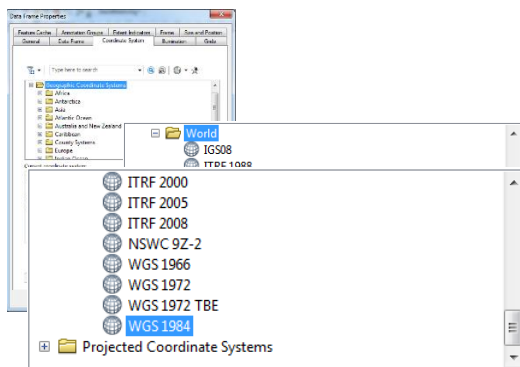 Data Frame Properties
Feature Cache Annotation Groups Extent Indicators Frame Size and Position
General Data Frame Coordinate System Illumination Grids
Type here to search
Geographic Coordinate Systems
Africa
Antarctica
Asia
Atlantic Ocean
Australia and New Zealand
Caribbean
County Systems
Europe
World
IGS08
ITRF 1988
ITRF 2000
ITRF 2005
ITRF 2008
NSWC 9Z-2
WGS 1966
WGS 1972
WGS 1972 TBE
WGS 1984
Projected Coordinate Systems